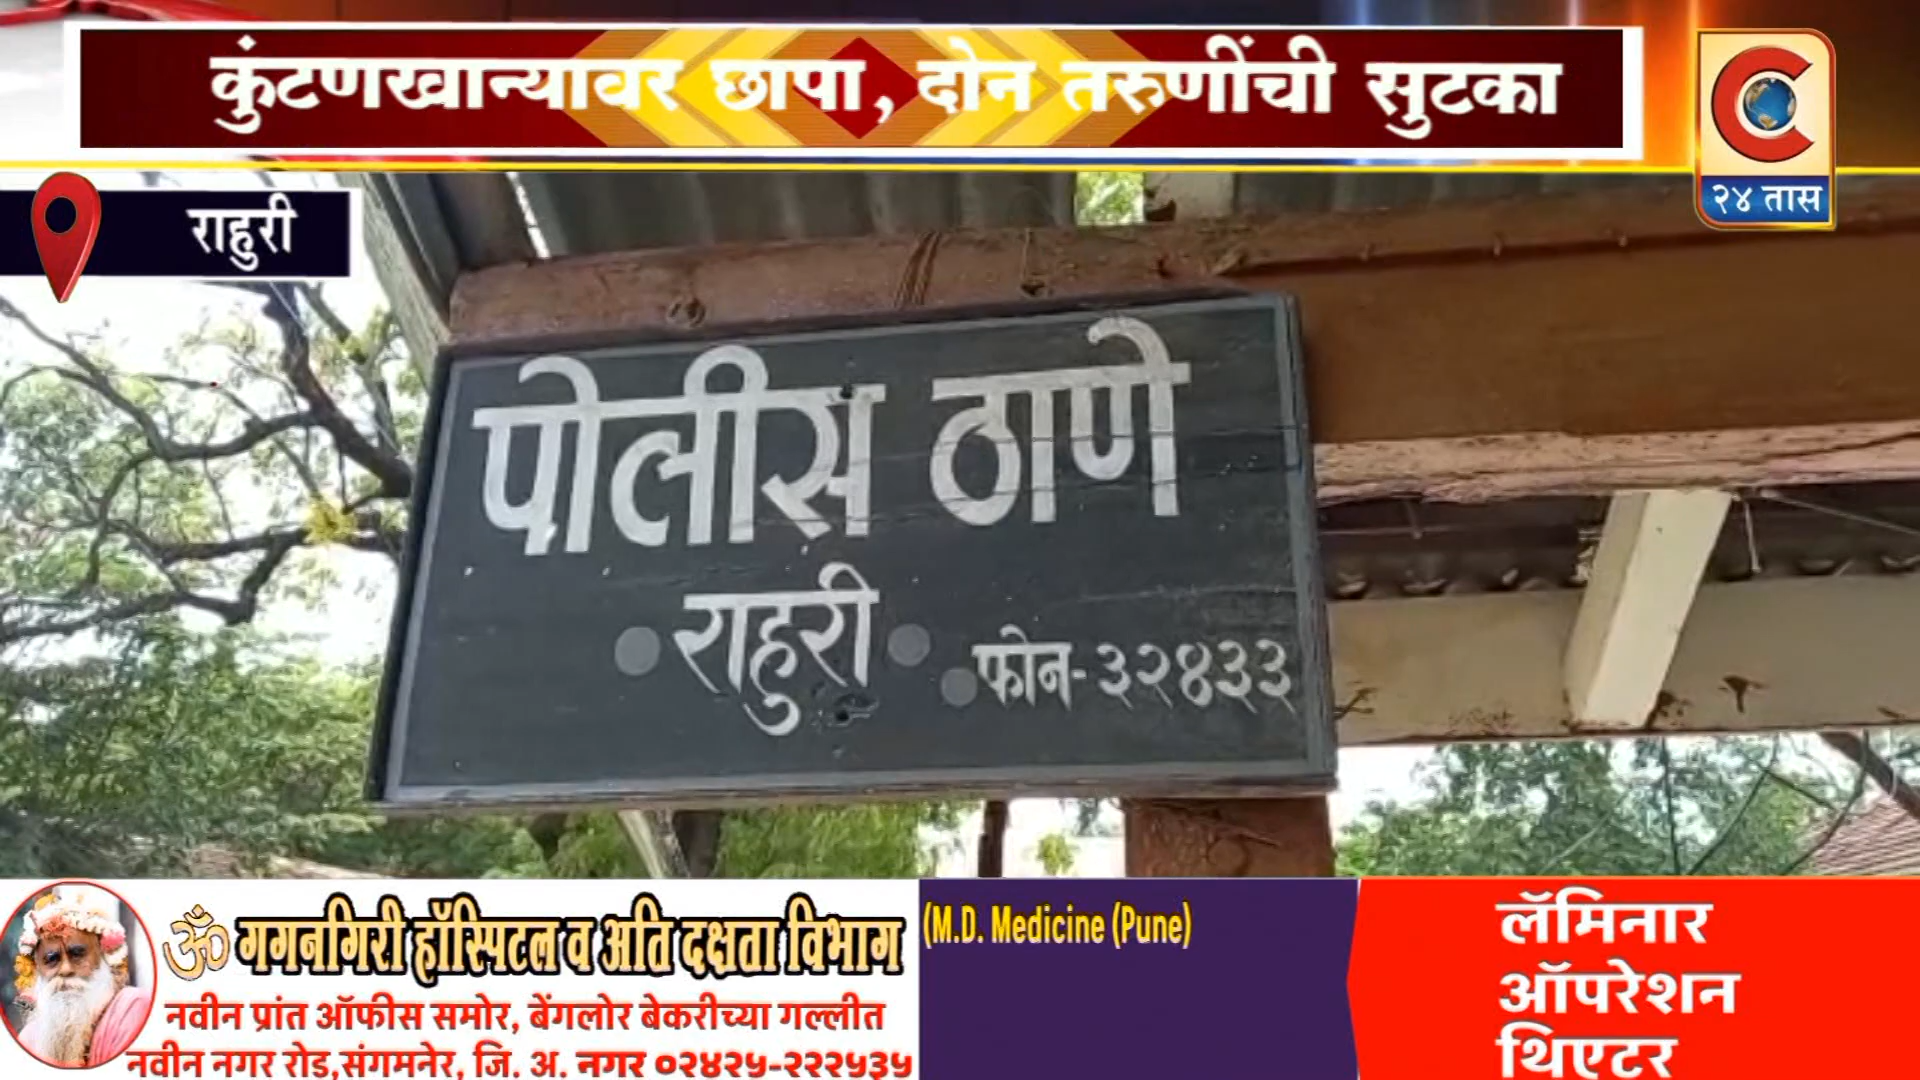 कुंटणखान्यावर छापा, दोन तरुणींची सुटका
C
२४ तास
राहुरी
पोलीस ठाणे
राहुरी
फोन-३२४३३
ॐ गगनगिरी हॉस्पिटल व अति दक्षता विभाग
नवीन प्रांत ऑफीस समोर, बेंगलोर बेकरीच्या गल्लीत
नवीन नगर रोड,संगमनेर, जि. अ. नगर ०२४२५-२२२५३५
(M.D. Medicine (Pune)
लॅमिनार
ऑपरेशन
थिएटर